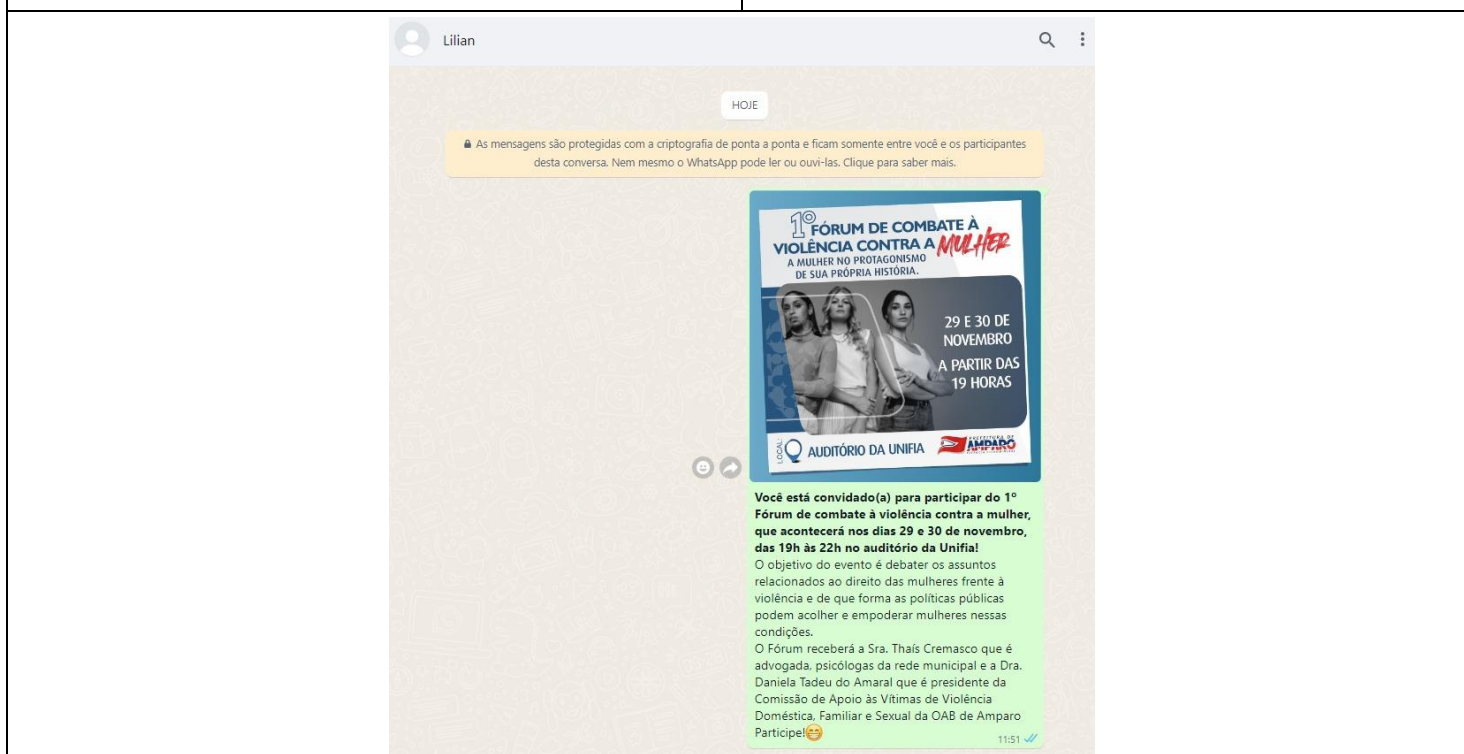 Lilian
HOJE
As mensagens são protegidas com a criptografia de ponta a ponta e ficam somente entre você e os participantes
desta conversa. Nem mesmo o WhatsApp pode ler ou ouvi-las. Clique para saber mais.
1º FÓRUM DE COMBATE À
VIOLÊNCIA CONTRA A MULHER
A MULHER NO PROTAGONISMO
DE SUA PRÓPRIA HISTÓRIA.
29 E 30 DE
NOVEMBRO
A PARTIR DAS
19 HORAS
LOCAL:
AUDITÓRIO DA UNIFIA
PREFEITURA DE
AMPARO
Você está convidado(a) para participar do 1º
Fórum de combate à violência contra a mulher,
que acontecerá nos dias 29 e 30 de novembro,
das 19h às 22h no auditório da Unifia!
O objetivo do evento é debater os assuntos
relacionados ao direito das mulheres frente à
violência e de que forma as políticas públicas
podem acolher e empoderar mulheres nessas
condições.
O Fórum receberá a Sra. Thaís Cremasco que é
advogada, psicólogas da rede municipal e a Dra.
Daniela Tadeu do Amaral que é presidente da
Comissão de Apoio às Vítimas de Violência
Doméstica, Familiar e Sexual da OAB de Amparo
Participe!😁
11:51